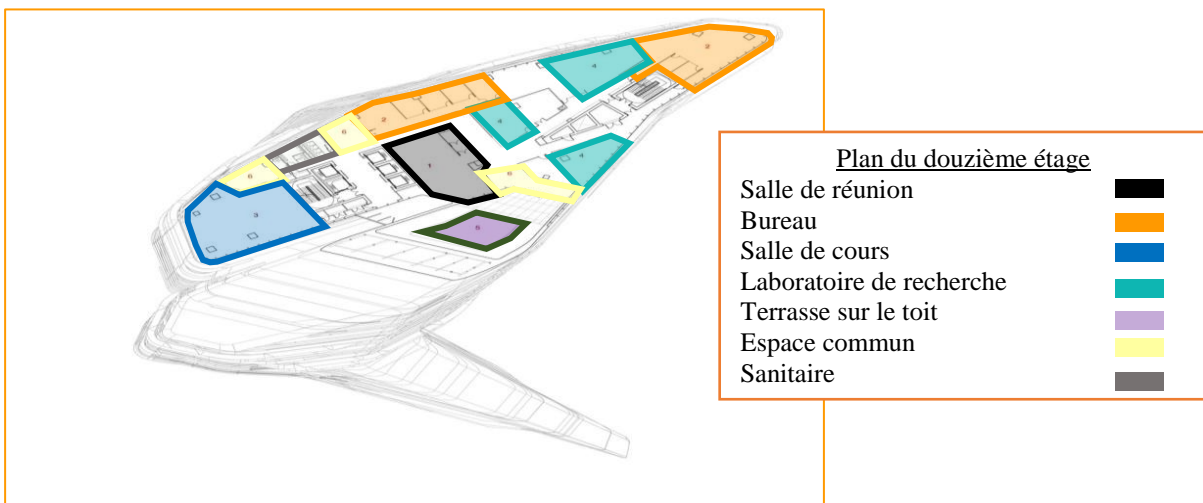 Plan du douzième étage
Salle de réunion
Bureau
Salle de cours
Laboratoire de recherche
Terrasse sur le toit
Espace commun
Sanitaire